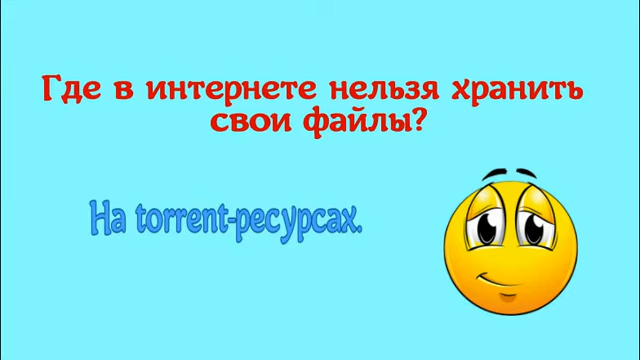 Где в интернете нельзя хранить
свои файлы?
На torrent-ресурсах.